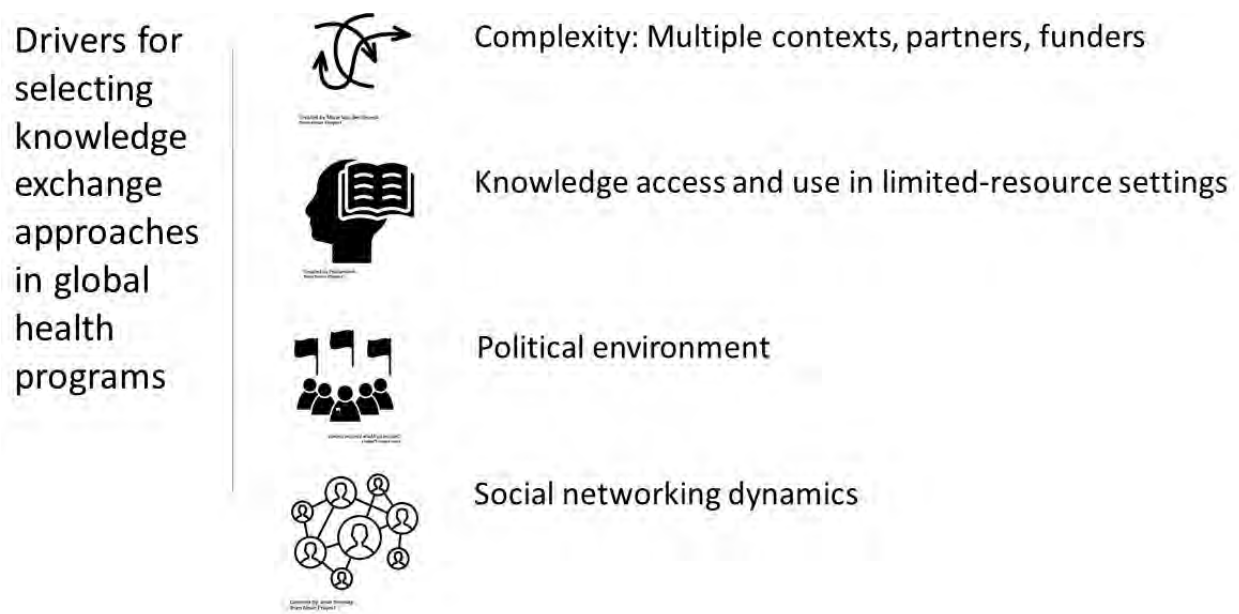 Drivers for
selecting
knowledge
exchange
approaches
in global
health
programs
Complexity: Multiple contexts, partners, funders
Knowledge access and use in limited-resource settings
Political environment
Social networking dynamics